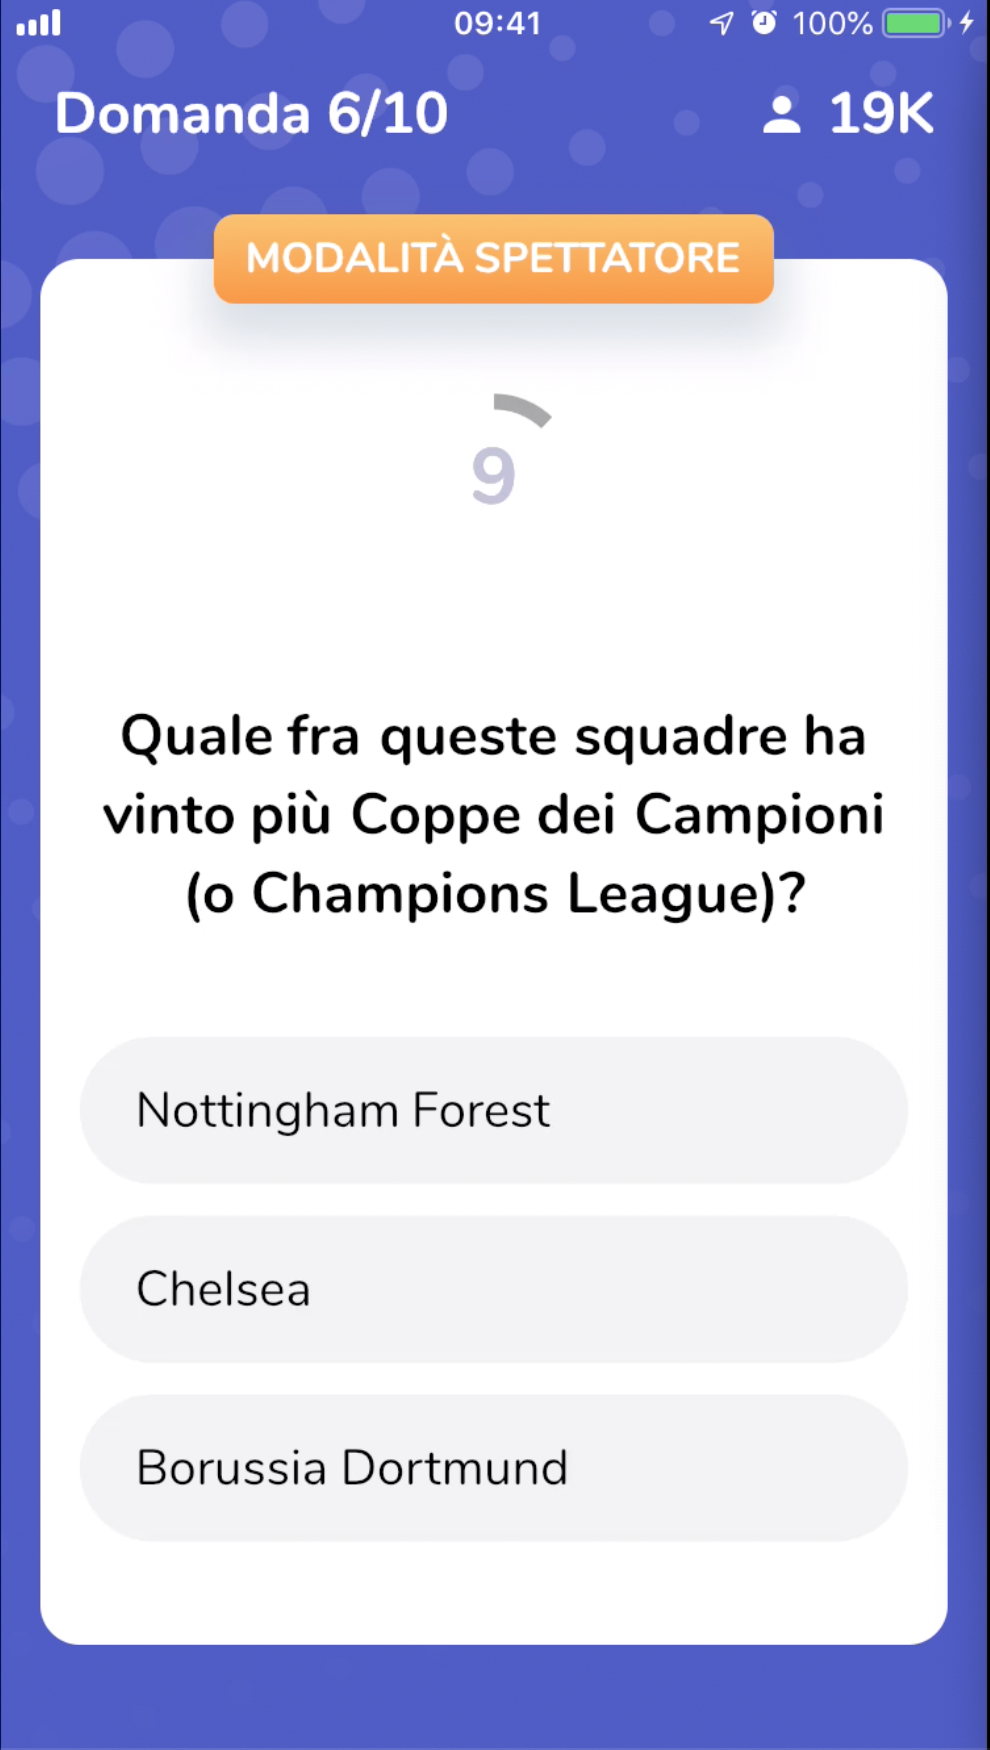 09:41 100%
Domanda 6/10 19K
MODALITÀ SPETTATORE
9
Quale fra queste squadre ha
vinto più Coppe dei Campioni
(o Champions League)?
Nottingham Forest
Chelsea
Borussia Dortmund